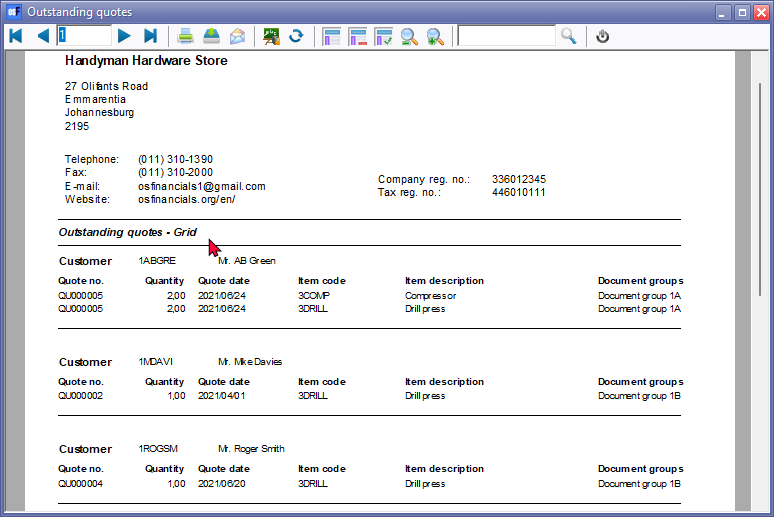 Outstanding quotes
1
Handyman Hardware Store
27 Olifants Road
Emmarentia
Johannesburg
2195
Telephone: (011) 310-1390
Fax: (011) 310-2000
E-mail: osfinancials1@gmail.com
Website: osfinancials.org/en/
Company reg. no.: 336012345
Tax reg. no.: 446010111
Outstanding quotes - Grid
Customer 1ABGRE Mr. AB Green
Quote no. Quantity Quote date Item code Item description Document groups
QU000005 2,00 2021/06/24 3COMP Compressor Document group 1A
QU000005 2,00 2021/06/24 3DRILL Drill press Document group 1A
Customer 1MDAVI Mr. Mike Davies
Quote no. Quantity Quote date Item code Item description Document groups
QU000002 1,00 2021/04/01 3DRILL Drill press Document group 1B
Customer 1ROGSM Mr. Roger Smith
Quote no. Quantity Quote date Item code Item description Document groups
QU000004 1,00 2021/06/20 3DRILL Drill press Document group 1B